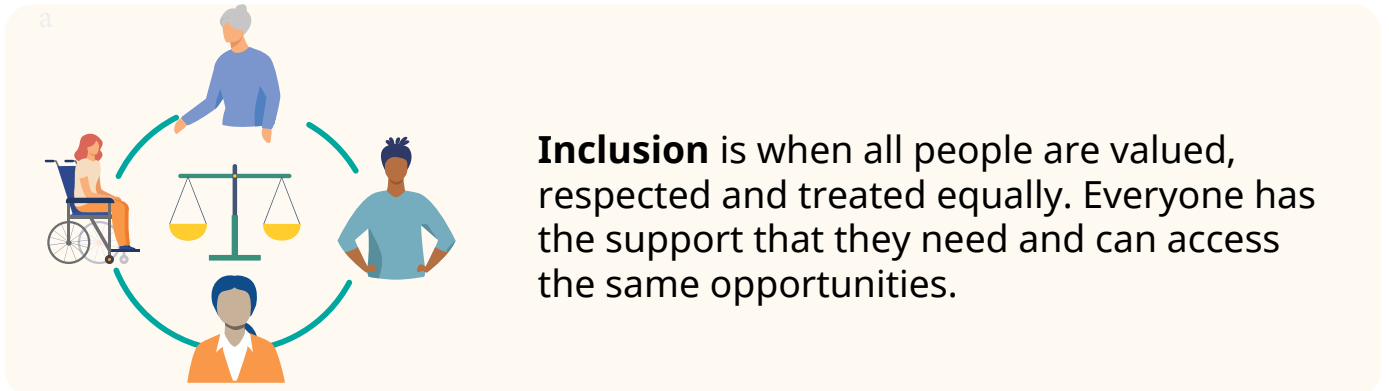 a
Inclusion is when all people are valued,
respected and treated equally. Everyone has
the support that they need and can access
the same opportunities.